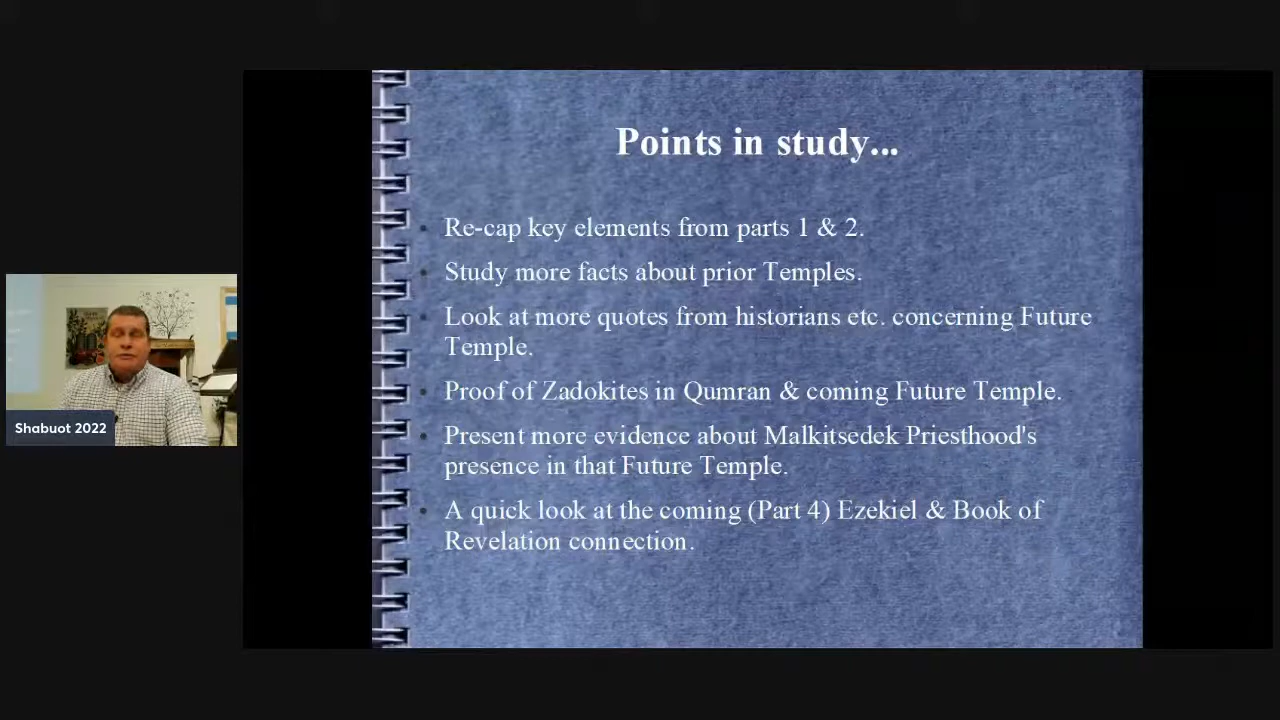 Points in study...
Re-cap key elements from parts 1 & 2.
Study more facts about prior Temples.
Look at more quotes from historians etc. concerning Future
Temple.
Proof of Zadokites in Qumran & coming Future Temple.
Present more evidence about Malkitsedek Priesthood's
presence in that Future Temple.
A quick look at the coming (Part 4) Ezekiel & Book of
Revelation connection.
Shabuot 2022